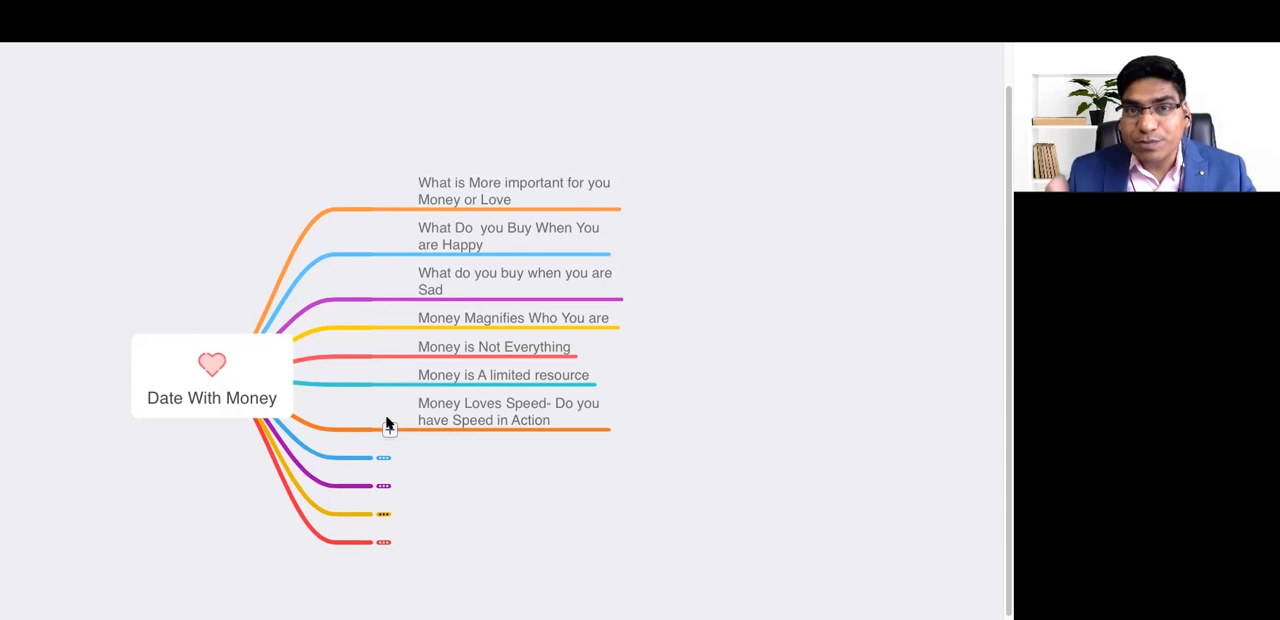 What is More important for you
Money or Love
What Do  you Buy When You
are Happy
What do you buy when you are
Sad
Money Magnifies Who You are
Money is Not Everything
Money is A limited resource
Money Loves Speed- Do you
have Speed in Action
Date With Money